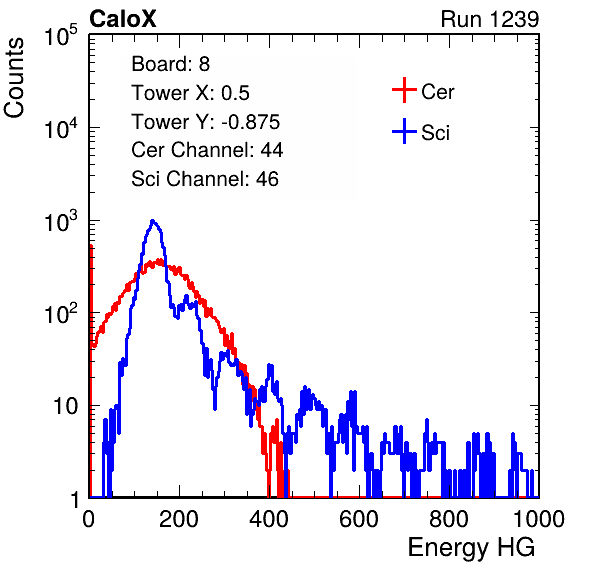 CaloX Run 1239
Counts
10^5
10^4
10^3
10^2
10
1
Board: 8
Tower X: 0.5
Tower Y: -0.875
Cer Channel: 44
Sci Channel: 46
Cer
Sci
0 200 400 600 800 1000
Energy HG